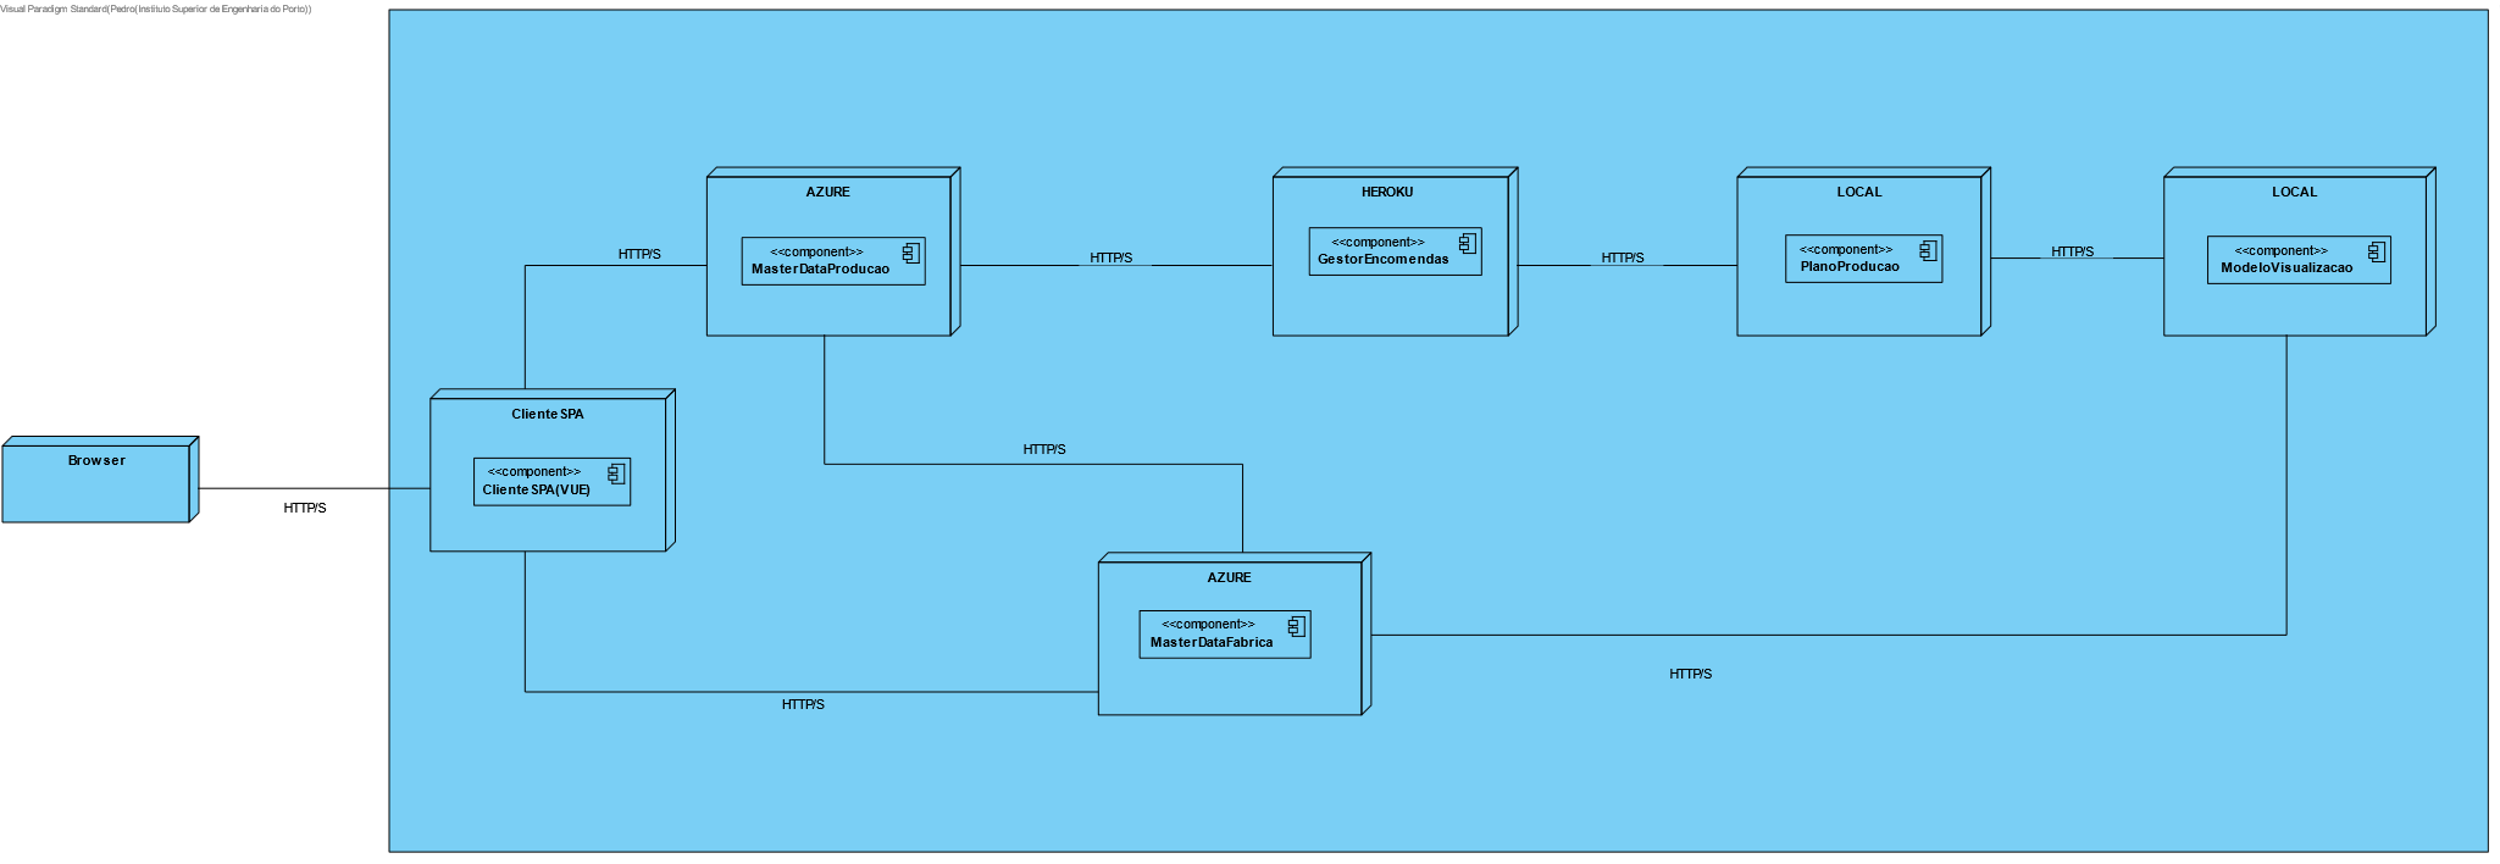 Visual Paradigm Standard(Pedro(Instituto Superior de Engenharia do Porto))
AZURE
<<component>>
MasterDataProducao
HEROKU
<<component>>
GestorEncomendas
LOCAL
<<component>>
PlanoProducao
LOCAL
<<component>>
ModeloVisualizacao
HTTP/S
HTTP/S
HTTP/S
HTTP/S
Cliente SPA
<<component>>
Cliente SPA(VUE)
Browser
HTTP/S
HTTP/S
AZURE
<<component>>
MasterDataFabrica
HTTP/S
HTTP/S